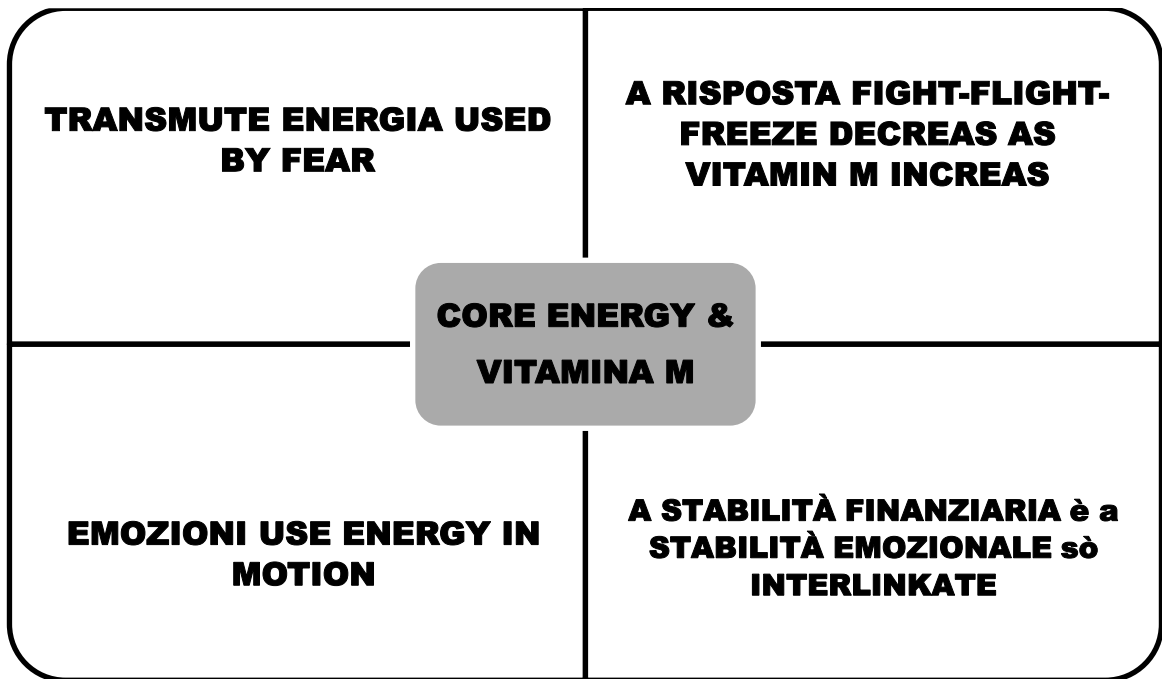 TRANSMUTE ENERGIA USED
BY FEAR
A RISPOSTA FIGHT-FLIGHT-
FREEZE DECREAS AS
VITAMIN M INCREAS
CORE ENERGY &
VITAMINA M
EMOZIONI USE ENERGY IN
MOTION
A STABILITÀ FINANZIARIA è a
STABILITÀ EMOZIONALE sò
INTERLINKATE